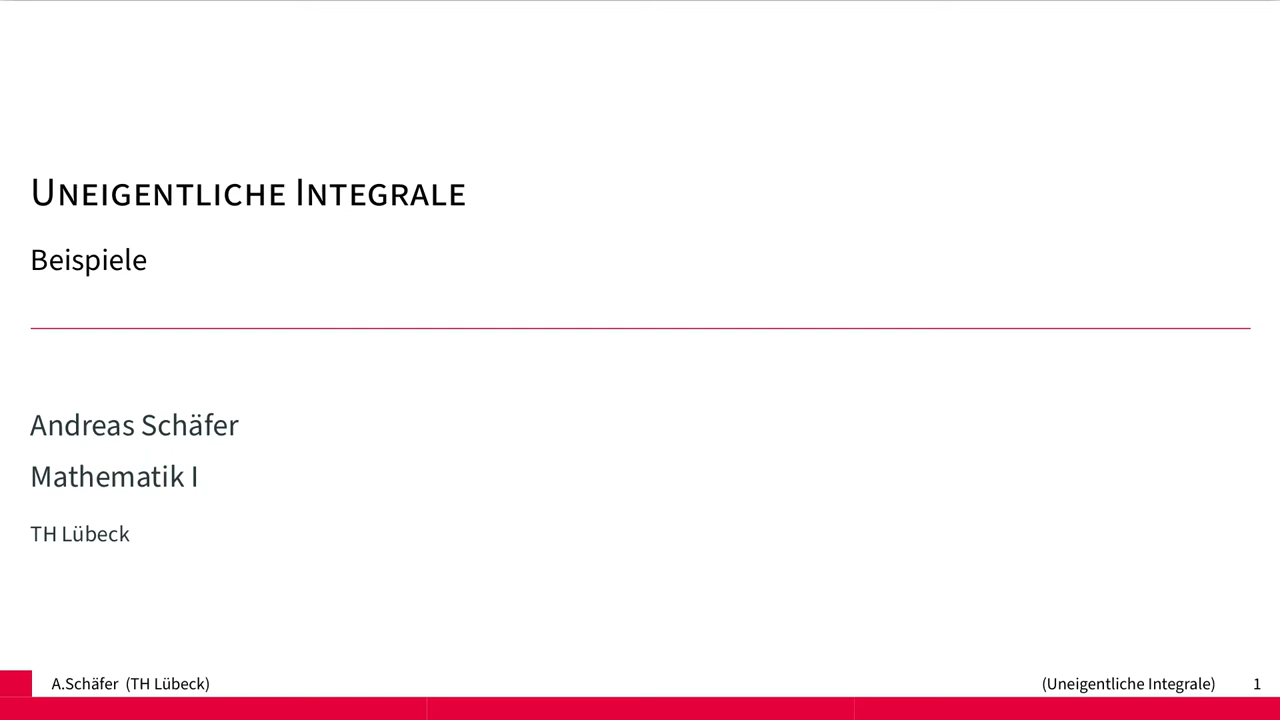 Uneigentliche Integrale
Beispiele
Andreas Schäfer
Mathematik I
TH Lübeck
A.Schäfer (TH Lübeck) (Uneigentliche Integrale) 1